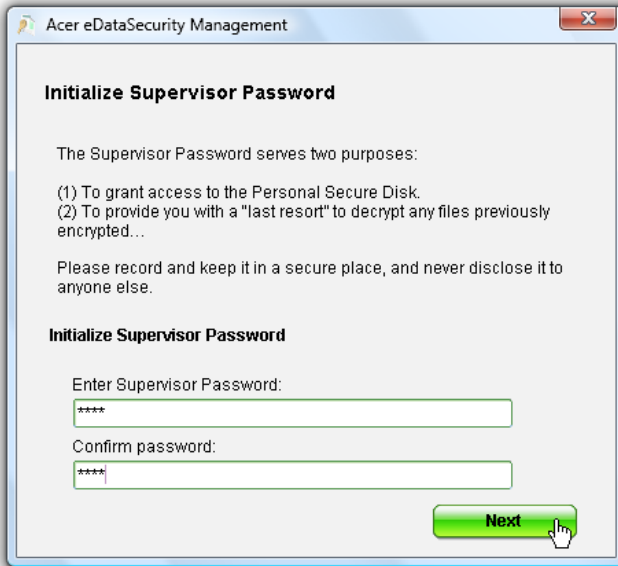 Acer eDataSecurity Management
Initialize Supervisor Password
The Supervisor Password serves two purposes:
(1) To grant access to the Personal Secure Disk.
(2) To provide you with a "last resort" to decrypt any files previously
encrypted...
Please record and keep it in a secure place, and never disclose it to
anyone else.
Initialize Supervisor Password
Enter Supervisor Password:
****
Confirm password:
****
Next